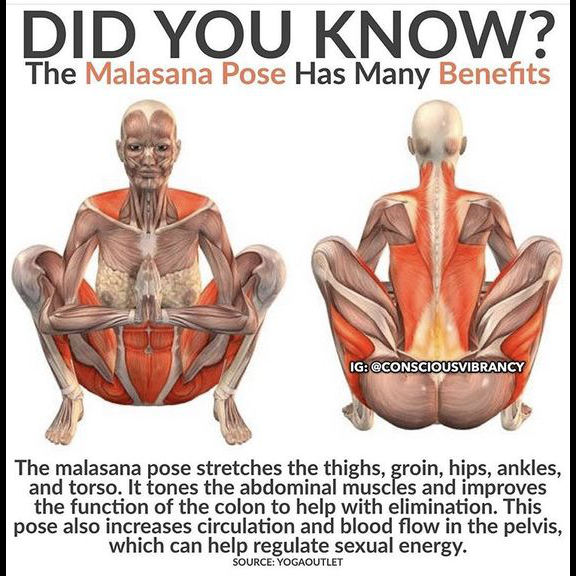 DID YOU KNOW?
The Malasana Pose Has Many Benefits
IG: @CONSCIOUSVIBRANCY
The malasana pose stretches the thighs, groin, hips, ankles,
and torso. It tones the abdominal muscles and improves
the function of the colon to help with elimination. This
pose also increases circulation and blood flow in the pelvis,
which can help regulate sexual energy.
SOURCE: YOGAOUTLET